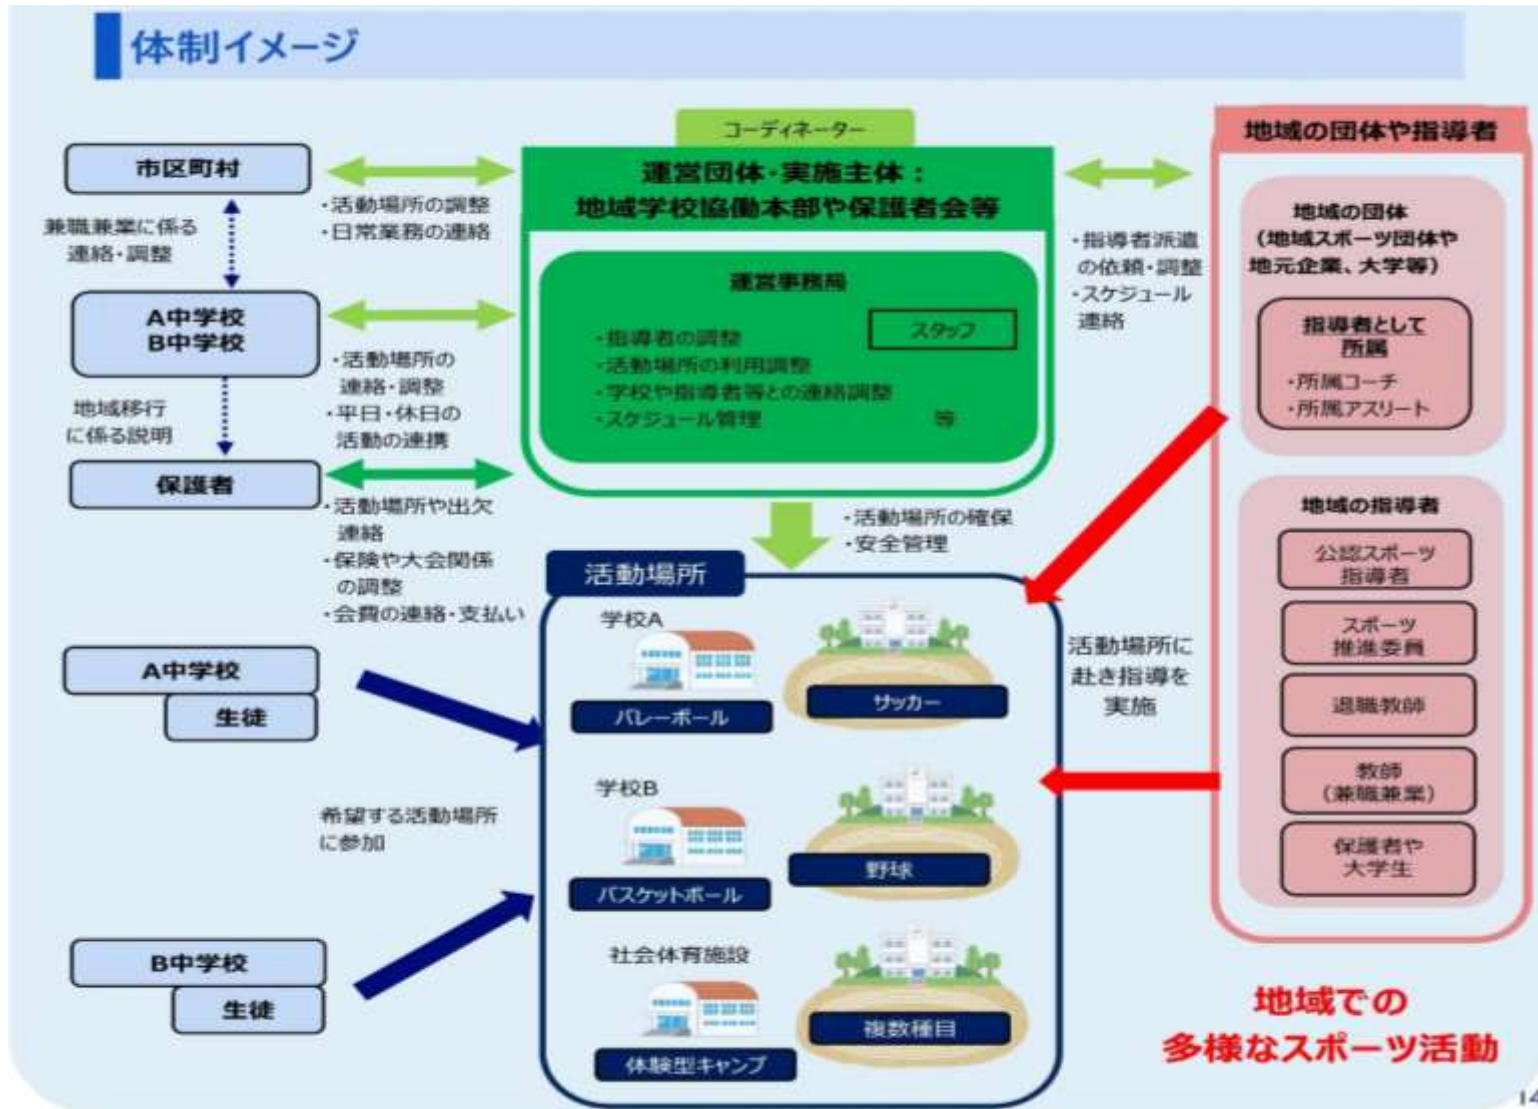 体制イメージ
市区町村
兼職兼業に係る
連絡・調整
A中学校
B中学校
地域移行
に係る説明
保護者
・活動場所の調整
・日常業務の連絡
・活動場所の
連絡・調整
・平日・休日の
活動の連携
・活動場所や出欠
連絡
・保険や大会関係
の調整
・会費の連絡・支払い
コーディネーター
運営団体・実施主体：
地域学校協働本部や保護者会等
運営事務局
スタッフ
・指導者の調整
・活動場所の利用調整
・学校や指導者等との連絡調整
・スケジュール管理 等
・指導者派遣
の依頼・調整
・スケジュール
連絡
・活動場所の確保
・安全管理
地域の団体や指導者
地域の団体
（地域スポーツ団体や
地元企業、大学等）
指導者として
所属
・所属コーチ
・所属アスリート
地域の指導者
公認スポーツ
指導者
スポーツ
推進委員
退職教師
教師
（兼職兼業）
保護者や
大学生
A中学校
生徒
希望する活動場所
に参加
B中学校
生徒
活動場所
学校A
バレーボール
サッカー
学校B
バスケットボール
野球
社会体育施設
体験型キャンプ
複数種目
活動場所に
赴き指導を
実施
地域での
多様なスポーツ活動
14